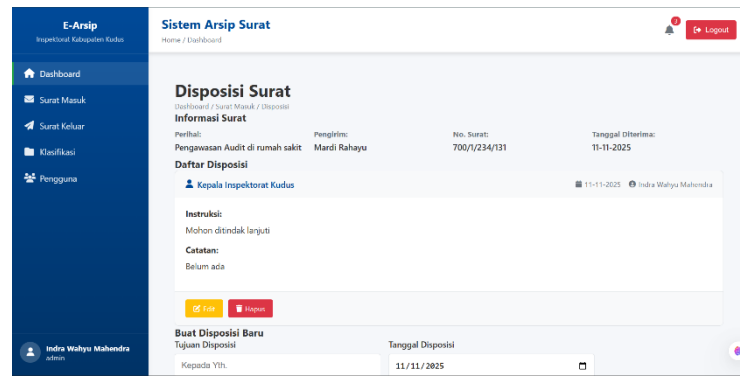 E-Arsip
Inspektorat Kabupaten Kudus
Dashboard
Surat Masuk
Surat Keluar
Klasifikasi
Pengguna
Indra Wahyu Mahendra
admin
Sistem Arsip Surat
Home / Dashboard
Logout
Disposisi Surat
Dashboard / Surat Masuk / Disposisi
Informasi Surat
Perihal: Pengirim: No. Surat: Tanggal Diterima:
Pengawasan Audit di rumah sakit Mardi Rahayu 700/1/234/131 11-11-2025
Daftar Disposisi
Kepala Inspektorat Kudus 11-11-2025 Indra Wahyu Mahendra
Instruksi:
Mohon ditindak lanjuti
Catatan:
Belum ada
Edit Hapus
Buat Disposisi Baru
Tujuan Disposisi Tanggal Disposisi
Kepada Yth. 11/11/2025